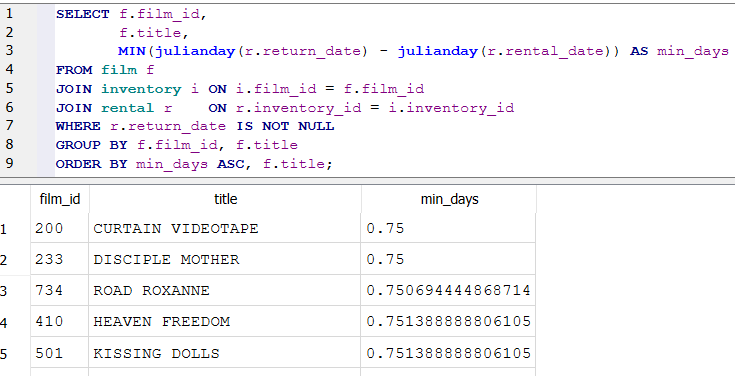 1 SELECT f.film_id,
2 f.title,
3 MIN(julianday(r.return_date) - julianday(r.rental_date)) AS min_days
4 FROM film f
5 JOIN inventory i ON i.film_id = f.film_id
6 JOIN rental r ON r.inventory_id = i.inventory_id
7 WHERE r.return_date IS NOT NULL
8 GROUP BY f.film_id, f.title
9 ORDER BY min_days ASC, f.title;
film_id title min_days
1 200 CURTAIN VIDEOTAPE 0.75
2 233 DISCIPLE MOTHER 0.75
3 734 ROAD ROXANNE 0.750694444868714
4 410 HEAVEN FREEDOM 0.751388888806105
5 501 KISSING DOLLS 0.751388888806105